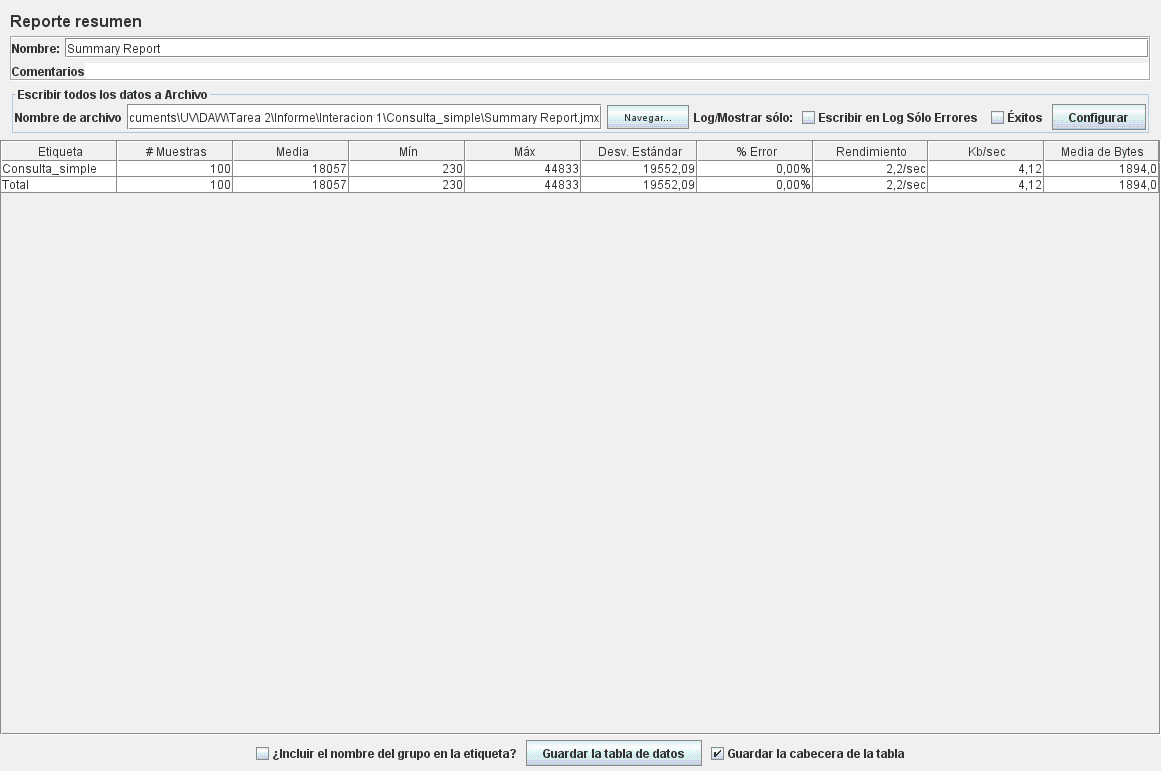 Reporte resumen
Nombre: Summary Report
Comentarios
Escribir todos los datos a Archivo
Nombre de archivo cuments\UV\DAW\Tarea 2\Informe\Interacion 1\Consulta_simple\Summary Report.jmx Navegar... Log/Mostrar sólo: Escribir en Log Sólo Errores Éxitos Configurar
Etiqueta # Muestras Media Mín Máx Desv. Estándar % Error Rendimiento Kb/sec Media de Bytes
Consulta_simple 100 18057 230 44833 19552,09 0,00% 2,2/sec 4,12 1894,0
Total 100 18057 230 44833 19552,09 0,00% 2,2/sec 4,12 1894,0
¿Incluir el nombre del grupo en la etiqueta? Guardar la tabla de datos Guardar la cabecera de la tabla